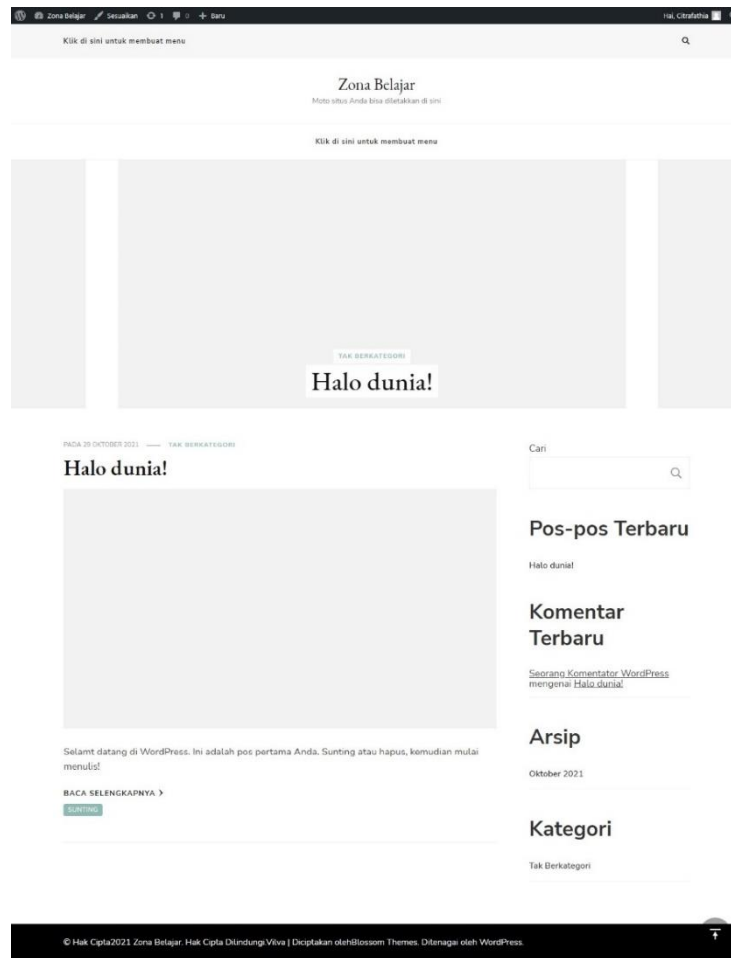 Zona Belajar Sesuaikan 1 0 + Baru Hai, Citrafathia
Klik di sini untuk membuat menu
Zona Belajar
Moto situs Anda bisa diletakkan di sini
Klik di sini untuk membuat menu
TAK BERKATEGORI
Halo dunia!
PADA 29 OKTOBER 2021 — TAK BERKATEGORI
Halo dunia!
Selamt datang di WordPress. Ini adalah pos pertama Anda. Sunting atau hapus, kemudian mulai
menulis!
BACA SELENGKAPNYA >
SUNTING
Cari
Pos-pos Terbaru
Halo dunia!
Komentar
Terbaru
Seorang Komentator WordPress
mengenai Halo dunia!
Arsip
Oktober 2021
Kategori
Tak Berkategori
© Hak Cipta2021 Zona Belajar. Hak Cipta Dilindungi.Vilva | Diciptakan olehBlossom Themes. Ditenagai oleh WordPress.